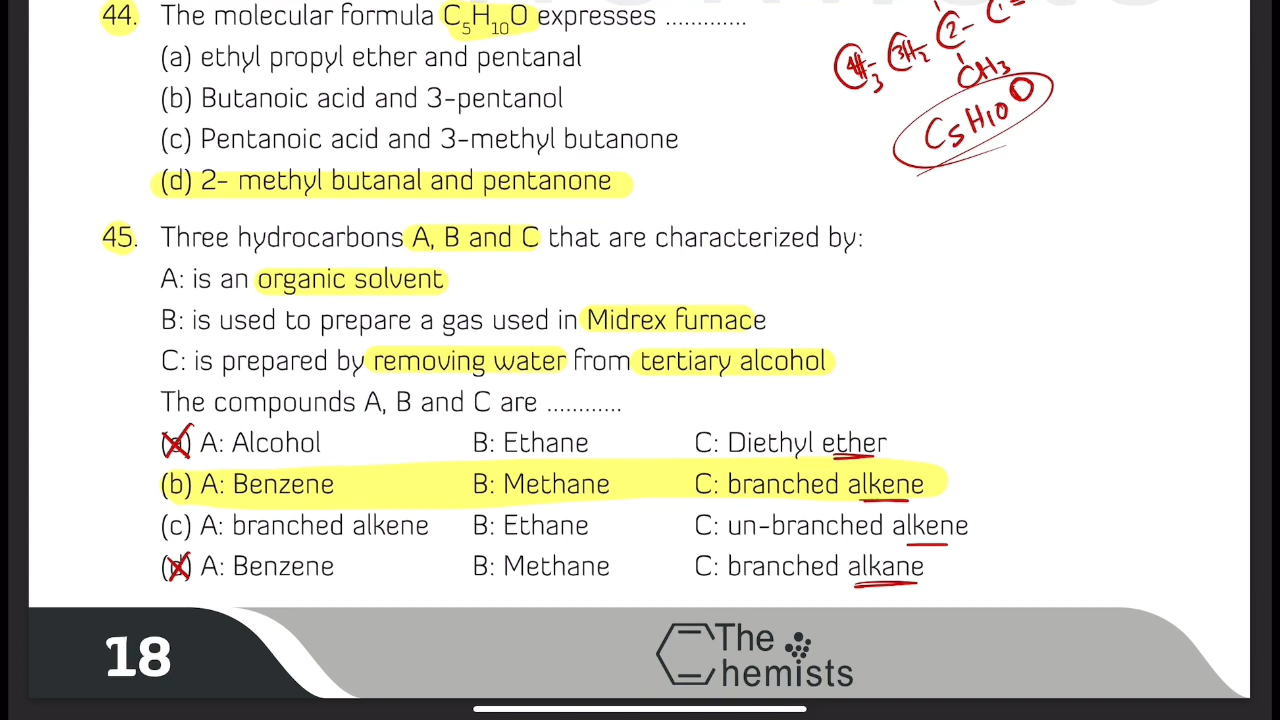 44. The molecular formula C₅H₁₀O expresses .............
(a) ethyl propyl ether and pentanal
(b) Butanoic acid and 3-pentanol
(c) Pentanoic acid and 3-methyl butanone
(d) 2- methyl butanal and pentanone
CH₃
C₅H₁₀O
45. Three hydrocarbons A, B and C that are characterized by:
A: is an organic solvent
B: is used to prepare a gas used in Midrex furnace
C: is prepared by removing water from tertiary alcohol
The compounds A, B and C are ............
(a) A: Alcohol B: Ethane C: Diethyl ether
(b) A: Benzene B: Methane C: branched alkene
(c) A: branched alkene B: Ethane C: un-branched alkene
(d) A: Benzene B: Methane C: branched alkane
18
The
Chemists